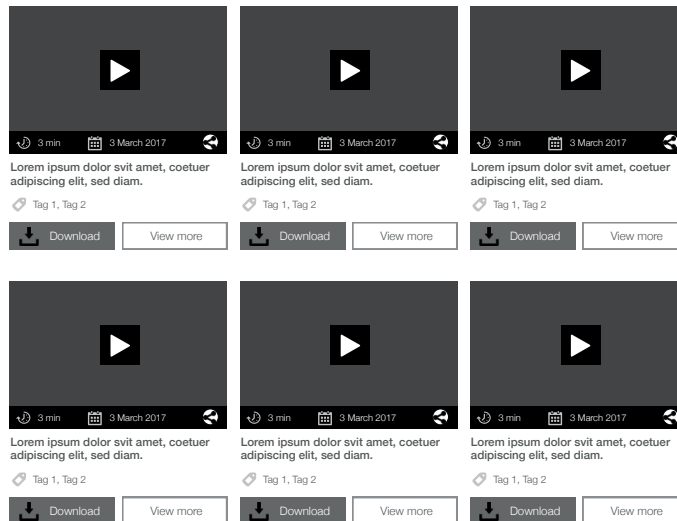 3 min 3 March 2017 3 min 3 March 2017 3 min 3 March 2017
Lorem ipsum dolor svit amet, coetuer Lorem ipsum dolor svit amet, coetuer Lorem ipsum dolor svit amet, coetuer
adipiscing elit, sed diam. adipiscing elit, sed diam. adipiscing elit, sed diam.
Tag 1, Tag 2 Tag 1, Tag 2 Tag 1, Tag 2
Download View more Download View more Download View more
3 min 3 March 2017 3 min 3 March 2017 3 min 3 March 2017
Lorem ipsum dolor svit amet, coetuer Lorem ipsum dolor svit amet, coetuer Lorem ipsum dolor svit amet, coetuer
adipiscing elit, sed diam. adipiscing elit, sed diam. adipiscing elit, sed diam.
Tag 1, Tag 2 Tag 1, Tag 2 Tag 1, Tag 2
Download View more Download View more Download View more